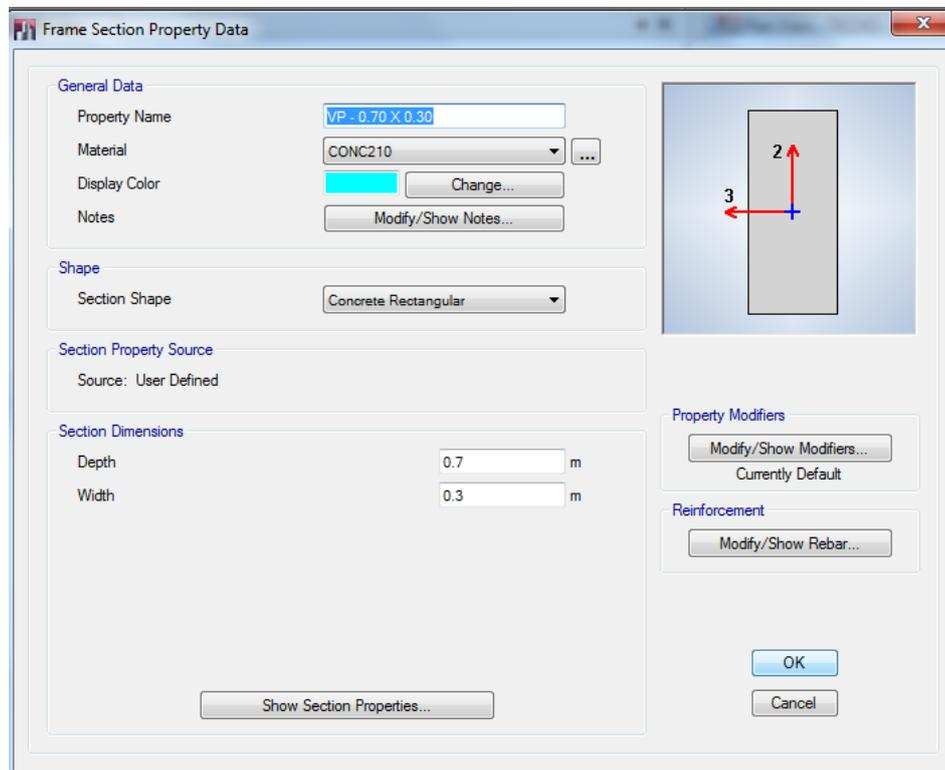 Frame Section Property Data
General Data
Property Name VP - 0.70 X 0.30
Material CONC210 ...
Display Color Change...
Notes Modify/Show Notes...
Shape
Section Shape Concrete Rectangular
Section Property Source
Source: User Defined
Section Dimensions
Depth 0.7 m
Width 0.3 m
Show Section Properties...
2
3
Property Modifiers
Modify/Show Modifiers...
Currently Default
Reinforcement
Modify/Show Rebar...
OK
Cancel